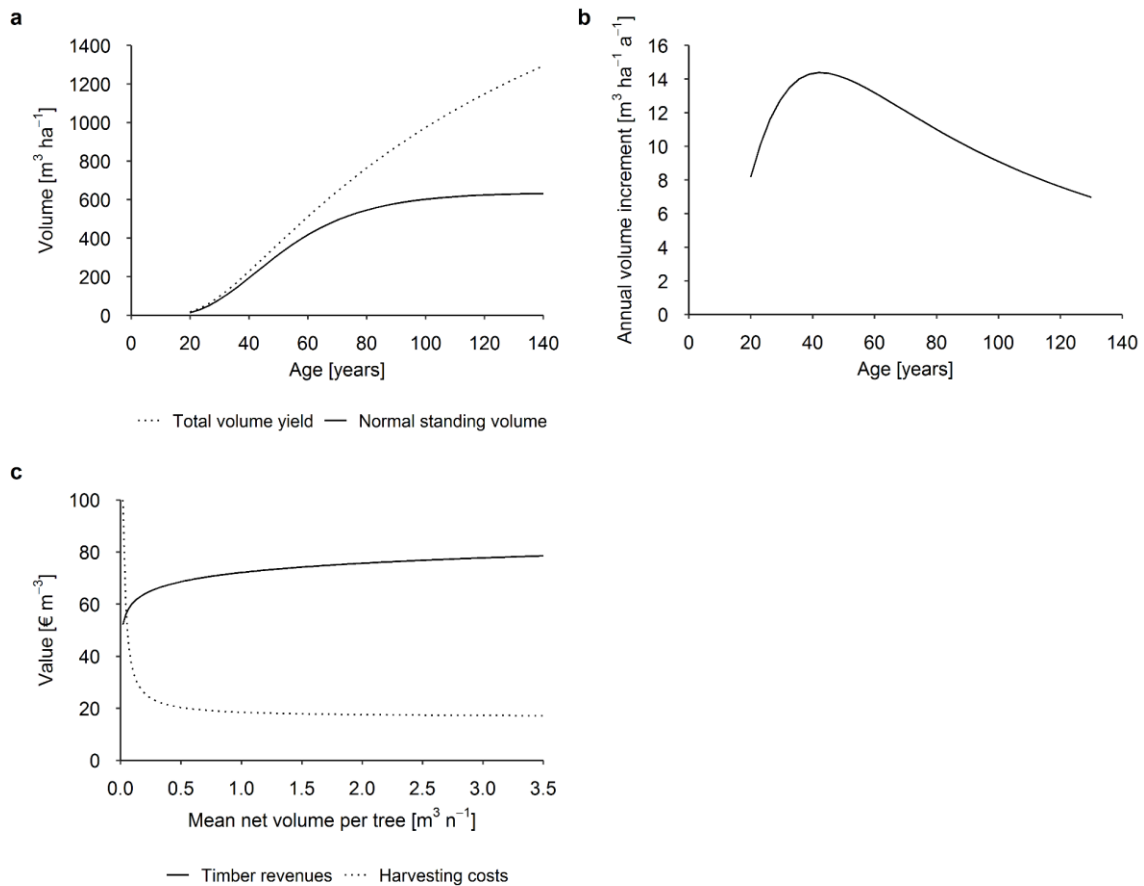 a
Volume [m³ ha⁻¹]
1400
1200
1000
800
600
400
200
0
0 20 40 60 80 100 120 140
Age [years]
Total volume yield Normal standing volume
b
Annual volume increment [m³ ha⁻¹ a⁻¹]
16
14
12
10
8
6
4
2
0
0 20 40 60 80 100 120 140
Age [years]
c
Value [€ m⁻³]
100
80
60
40
20
0
0.0 0.5 1.0 1.5 2.0 2.5 3.0 3.5
Mean net volume per tree [m³ n⁻¹]
Timber revenues Harvesting costs